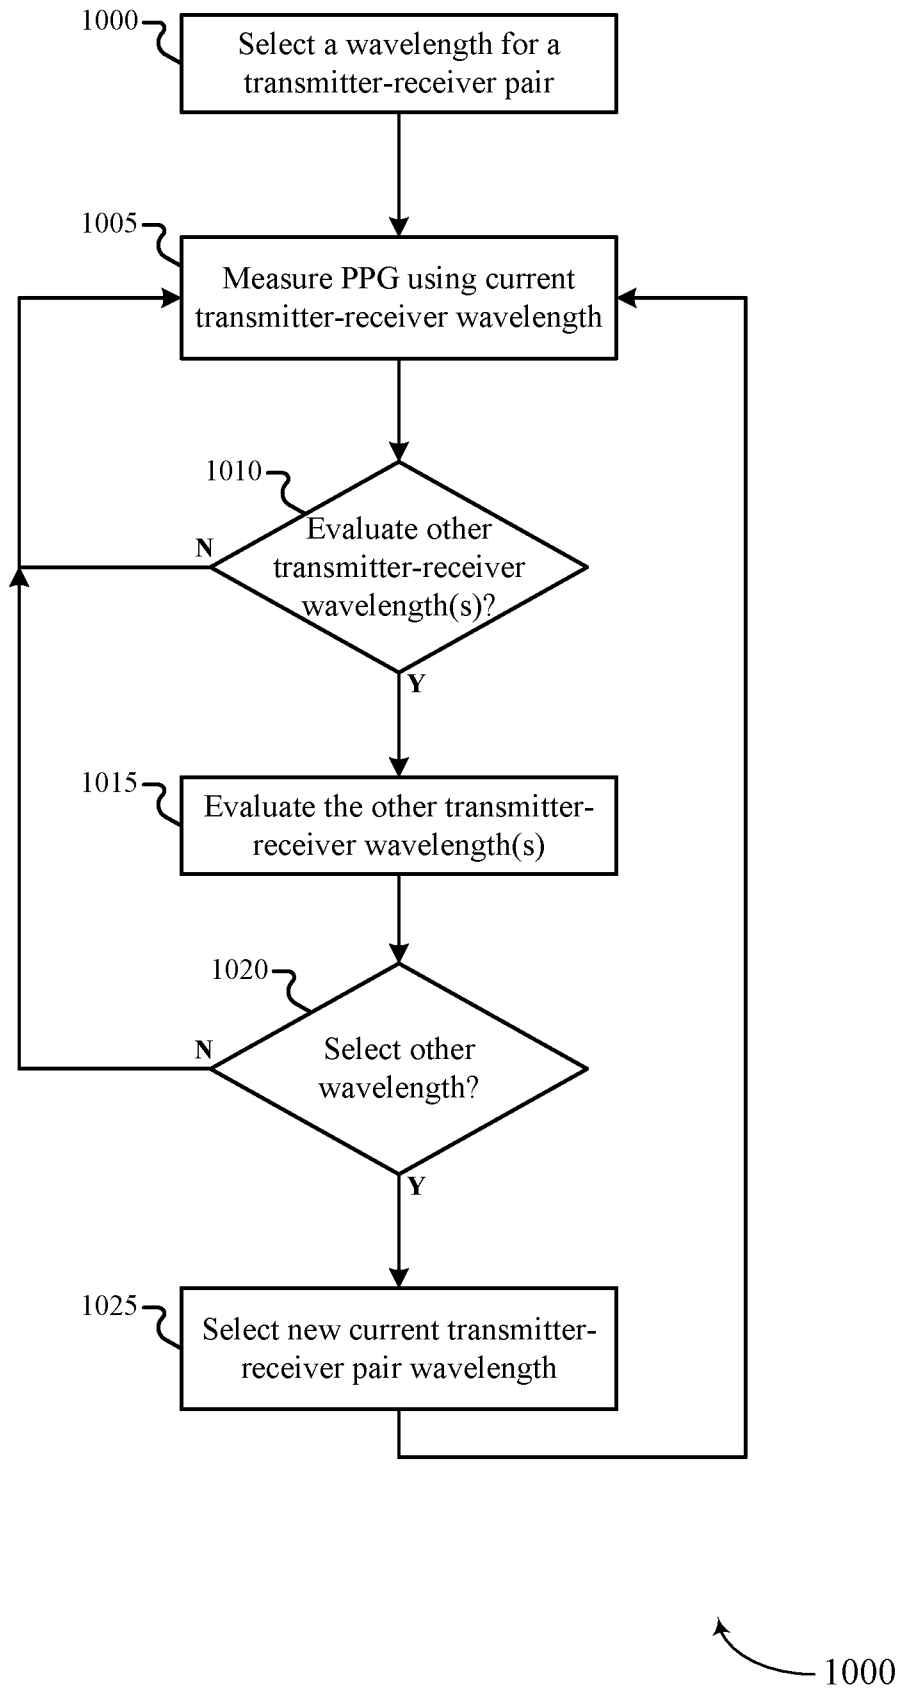 1000
Select a wavelength for a
transmitter-receiver pair
1005
Measure PPG using current
transmitter-receiver wavelength
1010
Evaluate other
transmitter-receiver
wavelength(s)?
N
Y
1015
Evaluate the other transmitter-
receiver wavelength(s)
1020
Select other
wavelength?
N
Y
1025
Select new current transmitter-
receiver pair wavelength
1000